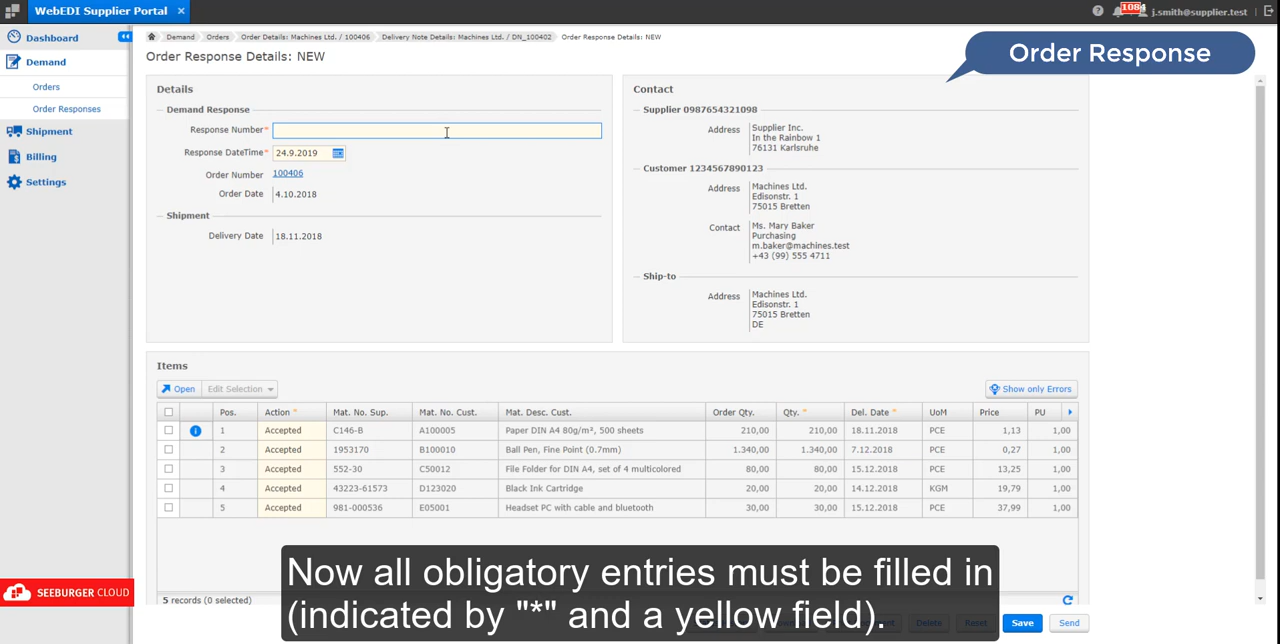 WebEDI Supplier Portal ×
1084 j.smith@supplier.test
Dashboard
Demand
Orders
Order Responses
Shipment
Billing
Settings
Demand Orders Order Details: Machines Ltd. / 100406 Delivery Note Details: Machines Ltd. / DN_100402 Order Response Details: NEW
Order Response Details: NEW
Order Response
Details
Demand Response
Response Number*
Response DateTime* 24.9.2019
Order Number 100406
Order Date 4.10.2018
Shipment
Delivery Date 18.11.2018
Contact
Supplier 0987654321098
Address Supplier Inc.
In the Rainbow 1
76131 Karlsruhe
Customer 1234567890123
Address Machines Ltd.
Edisonstr. 1
75015 Bretten
Contact Ms. Mary Baker
Purchasing
m.baker@machines.test
+43 (99) 555 4711
Ship-to
Address Machines Ltd.
Edisonstr. 1
75015 Bretten
DE
Items
Open Edit Selection Show only Errors
Pos. Action * Mat. No. Sup. Mat. No. Cust. Mat. Desc. Cust. Order Qty. Qty. * Del. Date * UoM Price PU
1 Accepted C146-B A100005 Paper DIN A4 80g/m², 500 sheets 210,00 210,00 18.11.2018 PCE 1,13 1,00
2 Accepted 1953170 B100010 Ball Pen, Fine Point (0.7mm) 1.340,00 1.340,00 7.12.2018 PCE 0,27 1,00
3 Accepted 552-30 C50012 File Folder for DIN A4, set of 4 multicolored 80,00 80,00 15.12.2018 PCE 13,25 1,00
4 Accepted 43223-61573 D123020 Black Ink Cartridge 20,00 20,00 14.12.2018 KGM 19,79 1,00
5 Accepted 981-000536 E05001 Headset PC with cable and bluetooth 30,00 30,00 15.12.2018 PCE 37,99 1,00
Now all obligatory entries must be filled in
(indicated by "*" and a yellow field).
SEEBURGER CLOUD
5 records (0 selected)
Delete Reset Save Send